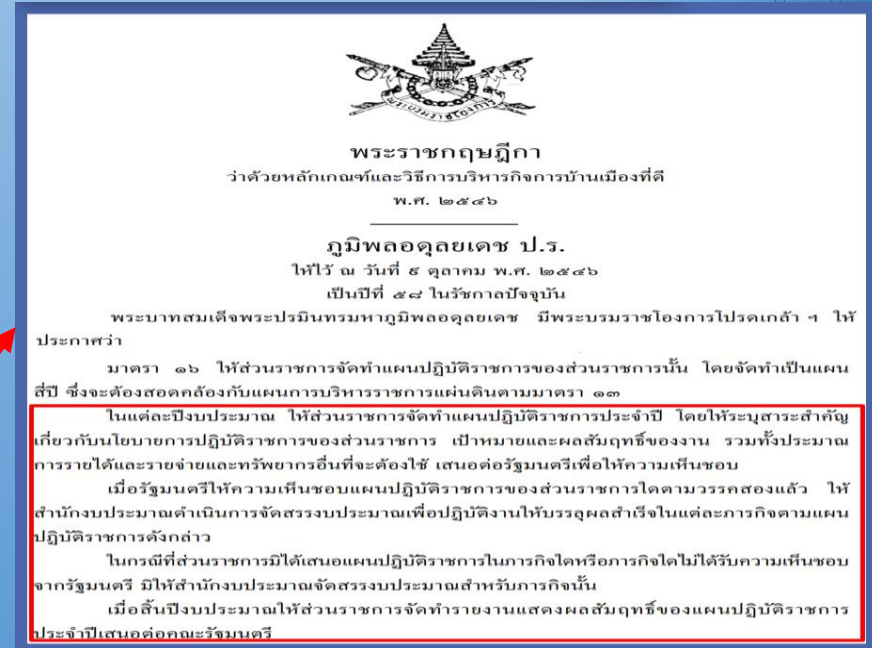 พระบรมราชโองการ
พระราชกฤษฎีกา
ว่าด้วยหลักเกณฑ์และวิธีการบริหารกิจการบ้านเมืองที่ดี
พ.ศ. ๒๕๔๖
ภูมิพลอดุลยเดช ป.ร.
ให้ไว้ ณ วันที่ ๙ ตุลาคม พ.ศ. ๒๕๔๖
เป็นปีที่ ๕๘ ในรัชกาลปัจจุบัน
พระบาทสมเด็จพระปรมินทรมหาภูมิพลอดุลยเดช มีพระบรมราชโองการโปรดเกล้า ฯ ให้
ประกาศว่า
มาตรา ๑๖ ให้ส่วนราชการจัดทำแผนปฏิบัติราชการของส่วนราชการนั้น โดยจัดทำเป็นแผน
สี่ปี ซึ่งจะต้องสอดคล้องกับแผนการบริหารราชการแผ่นดินตามมาตรา ๑๓
ในแต่ละปีงบประมาณ ให้ส่วนราชการจัดทำแผนปฏิบัติราชการประจำปี โดยให้ระบุสาระสำคัญ
เกี่ยวกับนโยบายการปฏิบัติราชการของส่วนราชการ เป้าหมายและผลสัมฤทธิ์ของงาน รวมทั้งประมาณ
การรายได้และรายจ่ายและทรัพยากรอื่นที่จะต้องใช้ เสนอต่อรัฐมนตรีเพื่อให้ความเห็นชอบ
เมื่อรัฐมนตรีให้ความเห็นชอบแผนปฏิบัติราชการของส่วนราชการใดตามวรรคสองแล้ว ให้
สำนักงบประมาณดำเนินการจัดสรรงบประมาณเพื่อปฏิบัติงานให้บรรลุผลสำเร็จในแต่ละภารกิจตามแผน
ปฏิบัติราชการดังกล่าว
ในกรณีที่ส่วนราชการมิได้เสนอแผนปฏิบัติราชการในภารกิจใดหรือภารกิจใดไม่ได้รับความเห็นชอบ
จากรัฐมนตรี มิให้สำนักงบประมาณจัดสรรงบประมาณสำหรับภารกิจนั้น
เมื่อสิ้นปีงบประมาณให้ส่วนราชการจัดทำรายงานแสดงผลสัมฤทธิ์ของแผนปฏิบัติราชการ
ประจำปีเสนอต่อคณะรัฐมนตรี